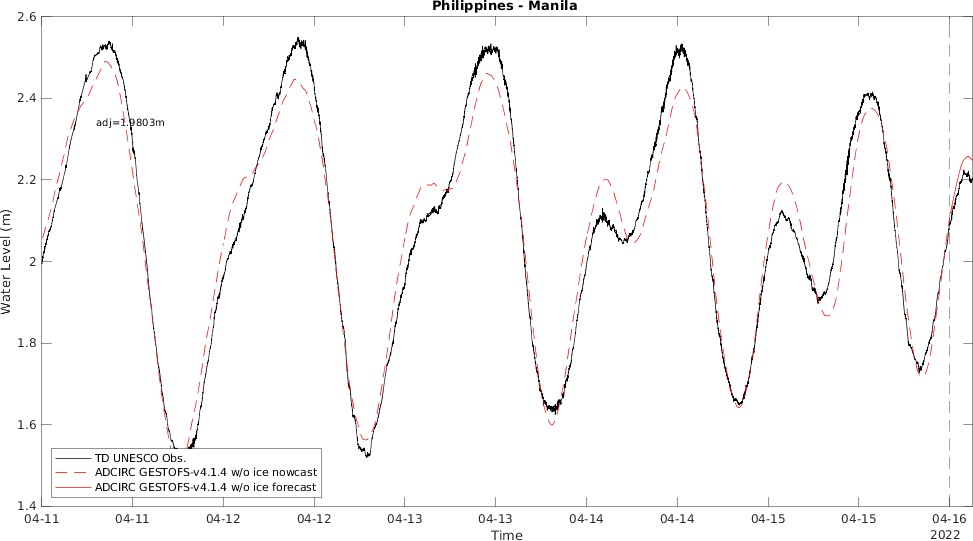 Philippines - Manila
2.6
2.4
2.2
2
1.8
1.6
1.4
Water Level (m)
adj=1.9803m
TD UNESCO Obs.
ADCIRC GESTOFS-v4.1.4 w/o ice nowcast
ADCIRC GESTOFS-v4.1.4 w/o ice forecast
04-11 04-11 04-12 04-12 04-13 04-13 04-14 04-14 04-15 04-15 04-16
2022
Time